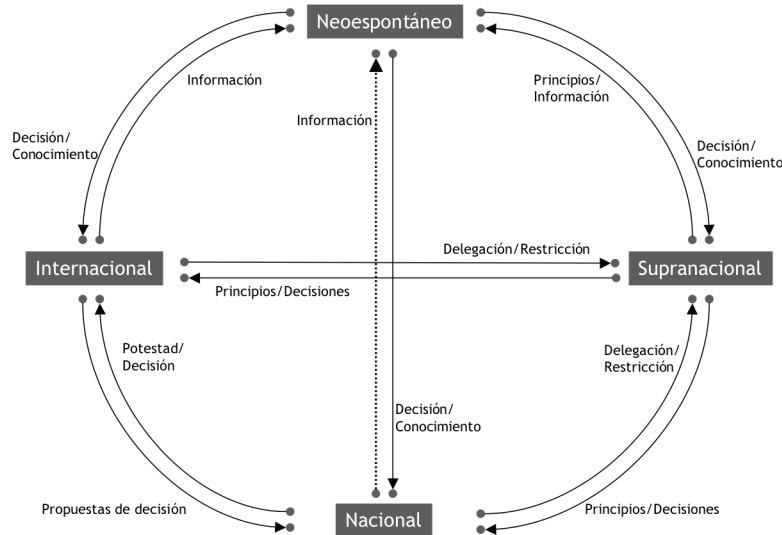 Neoespontáneo
Información
Principios/
Información
Información
Decisión/
Conocimiento
Decisión/
Conocimiento
Internacional
Delegación/Restricción
Supranacional
Principios/Decisiones
Potestad/
Decisión
Delegación/
Restricción
Decisión/
Conocimiento
Propuestas de decisión
Nacional
Principios/Decisiones